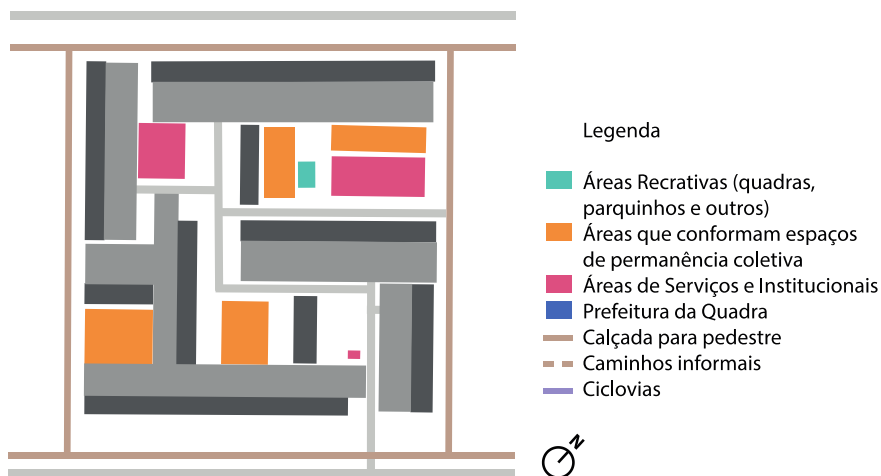 Legenda
Áreas Recrativas (quadras,
parquinhos e outros)
Áreas que conformam espaços
de permanência coletiva
Áreas de Serviços e Institucionais
Prefeitura da Quadra
Calçada para pedestre
Caminhos informais
Ciclovias
N